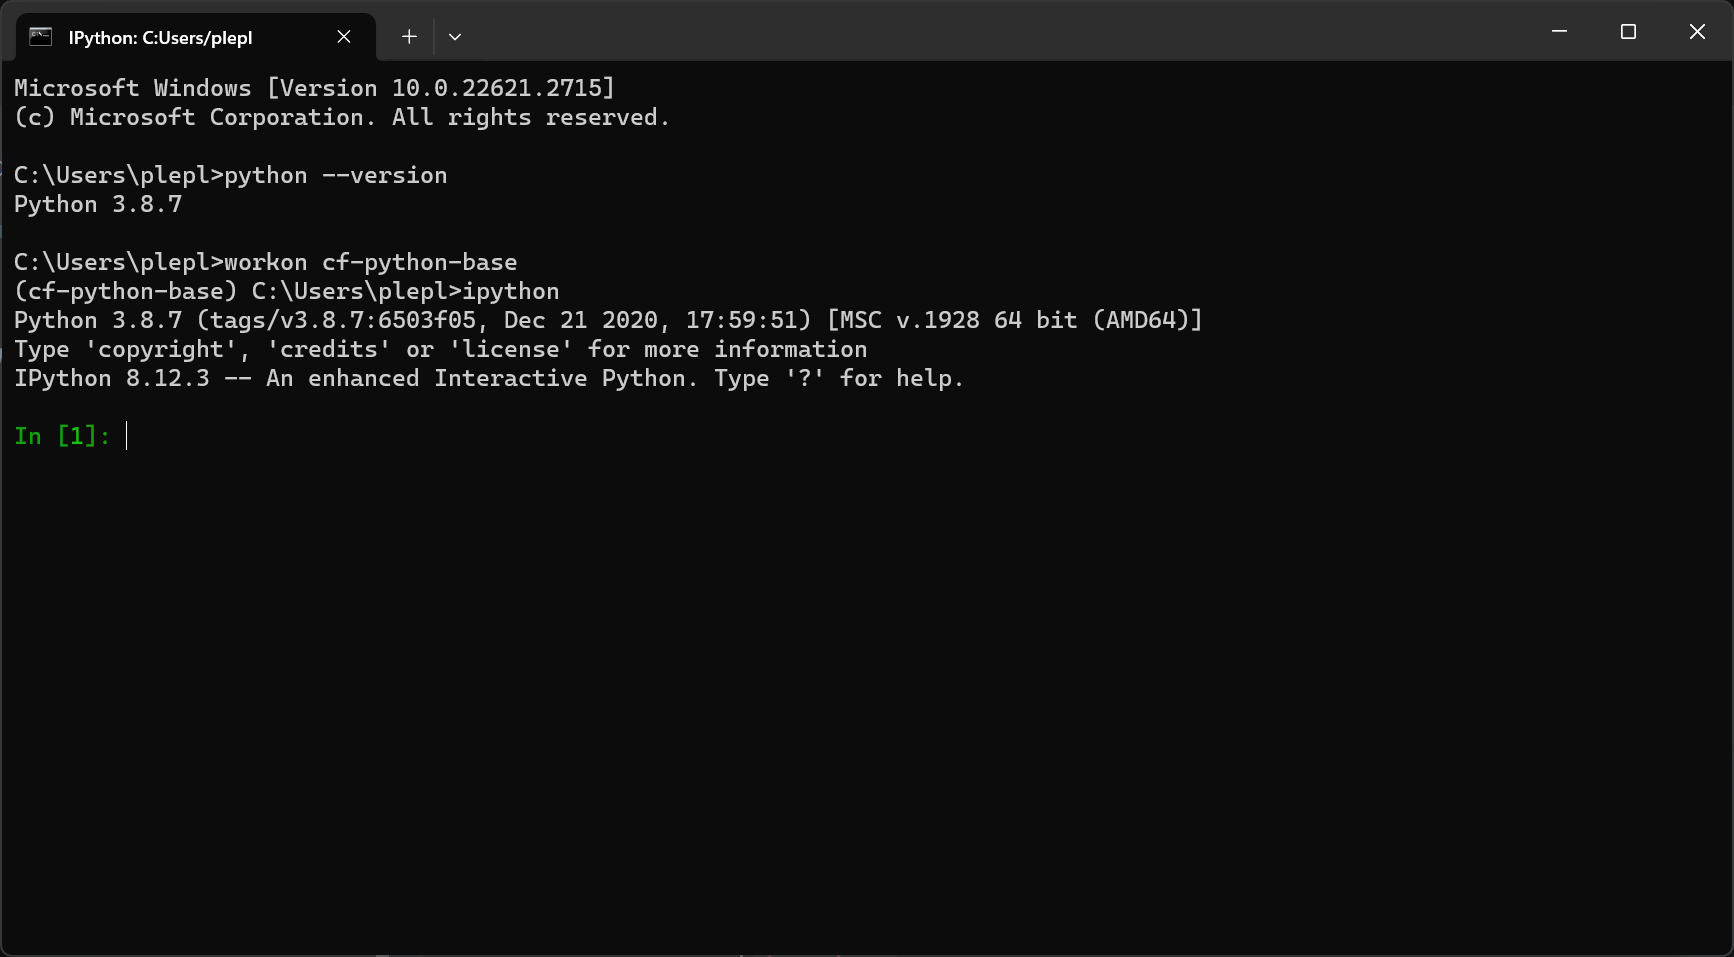 IPython: C:Users/plepl
Microsoft Windows [Version 10.0.22621.2715]
(c) Microsoft Corporation. All rights reserved.
C:\Users\plepl>python --version
Python 3.8.7
C:\Users\plepl>workon cf-python-base
(cf-python-base) C:\Users\plepl>ipython
Python 3.8.7 (tags/v3.8.7:6503f05, Dec 21 2020, 17:59:51) [MSC v.1928 64 bit (AMD64)]
Type 'copyright', 'credits' or 'license' for more information
IPython 8.12.3 -- An enhanced Interactive Python. Type '?' for help.
In [1]: